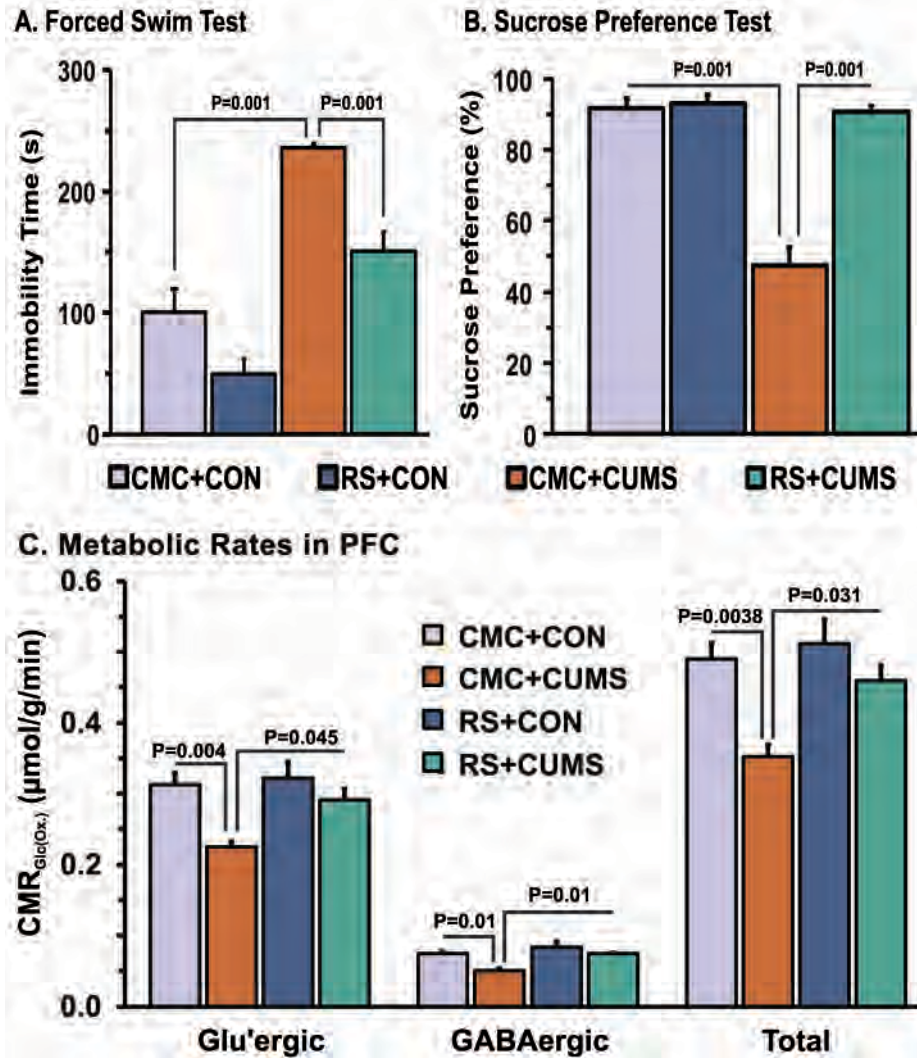 A. Forced Swim Test
B. Sucrose Preference Test
300
200
100
0
Immobility Time (s)
P=0.001
P=0.001
100
80
60
40
20
0
Sucrose Preference (%)
P=0.001
P=0.001
CMC+CON RS+CON CMC+CUMS RS+CUMS
C. Metabolic Rates in PFC
0.6
0.4
0.2
0.0
CMRGlc(Ox.) (µmol/g/min)
CMC+CON
CMC+CUMS
RS+CON
RS+CUMS
P=0.004
P=0.045
P=0.01
P=0.01
P=0.0038
P=0.031
Glu'ergic GABAergic Total